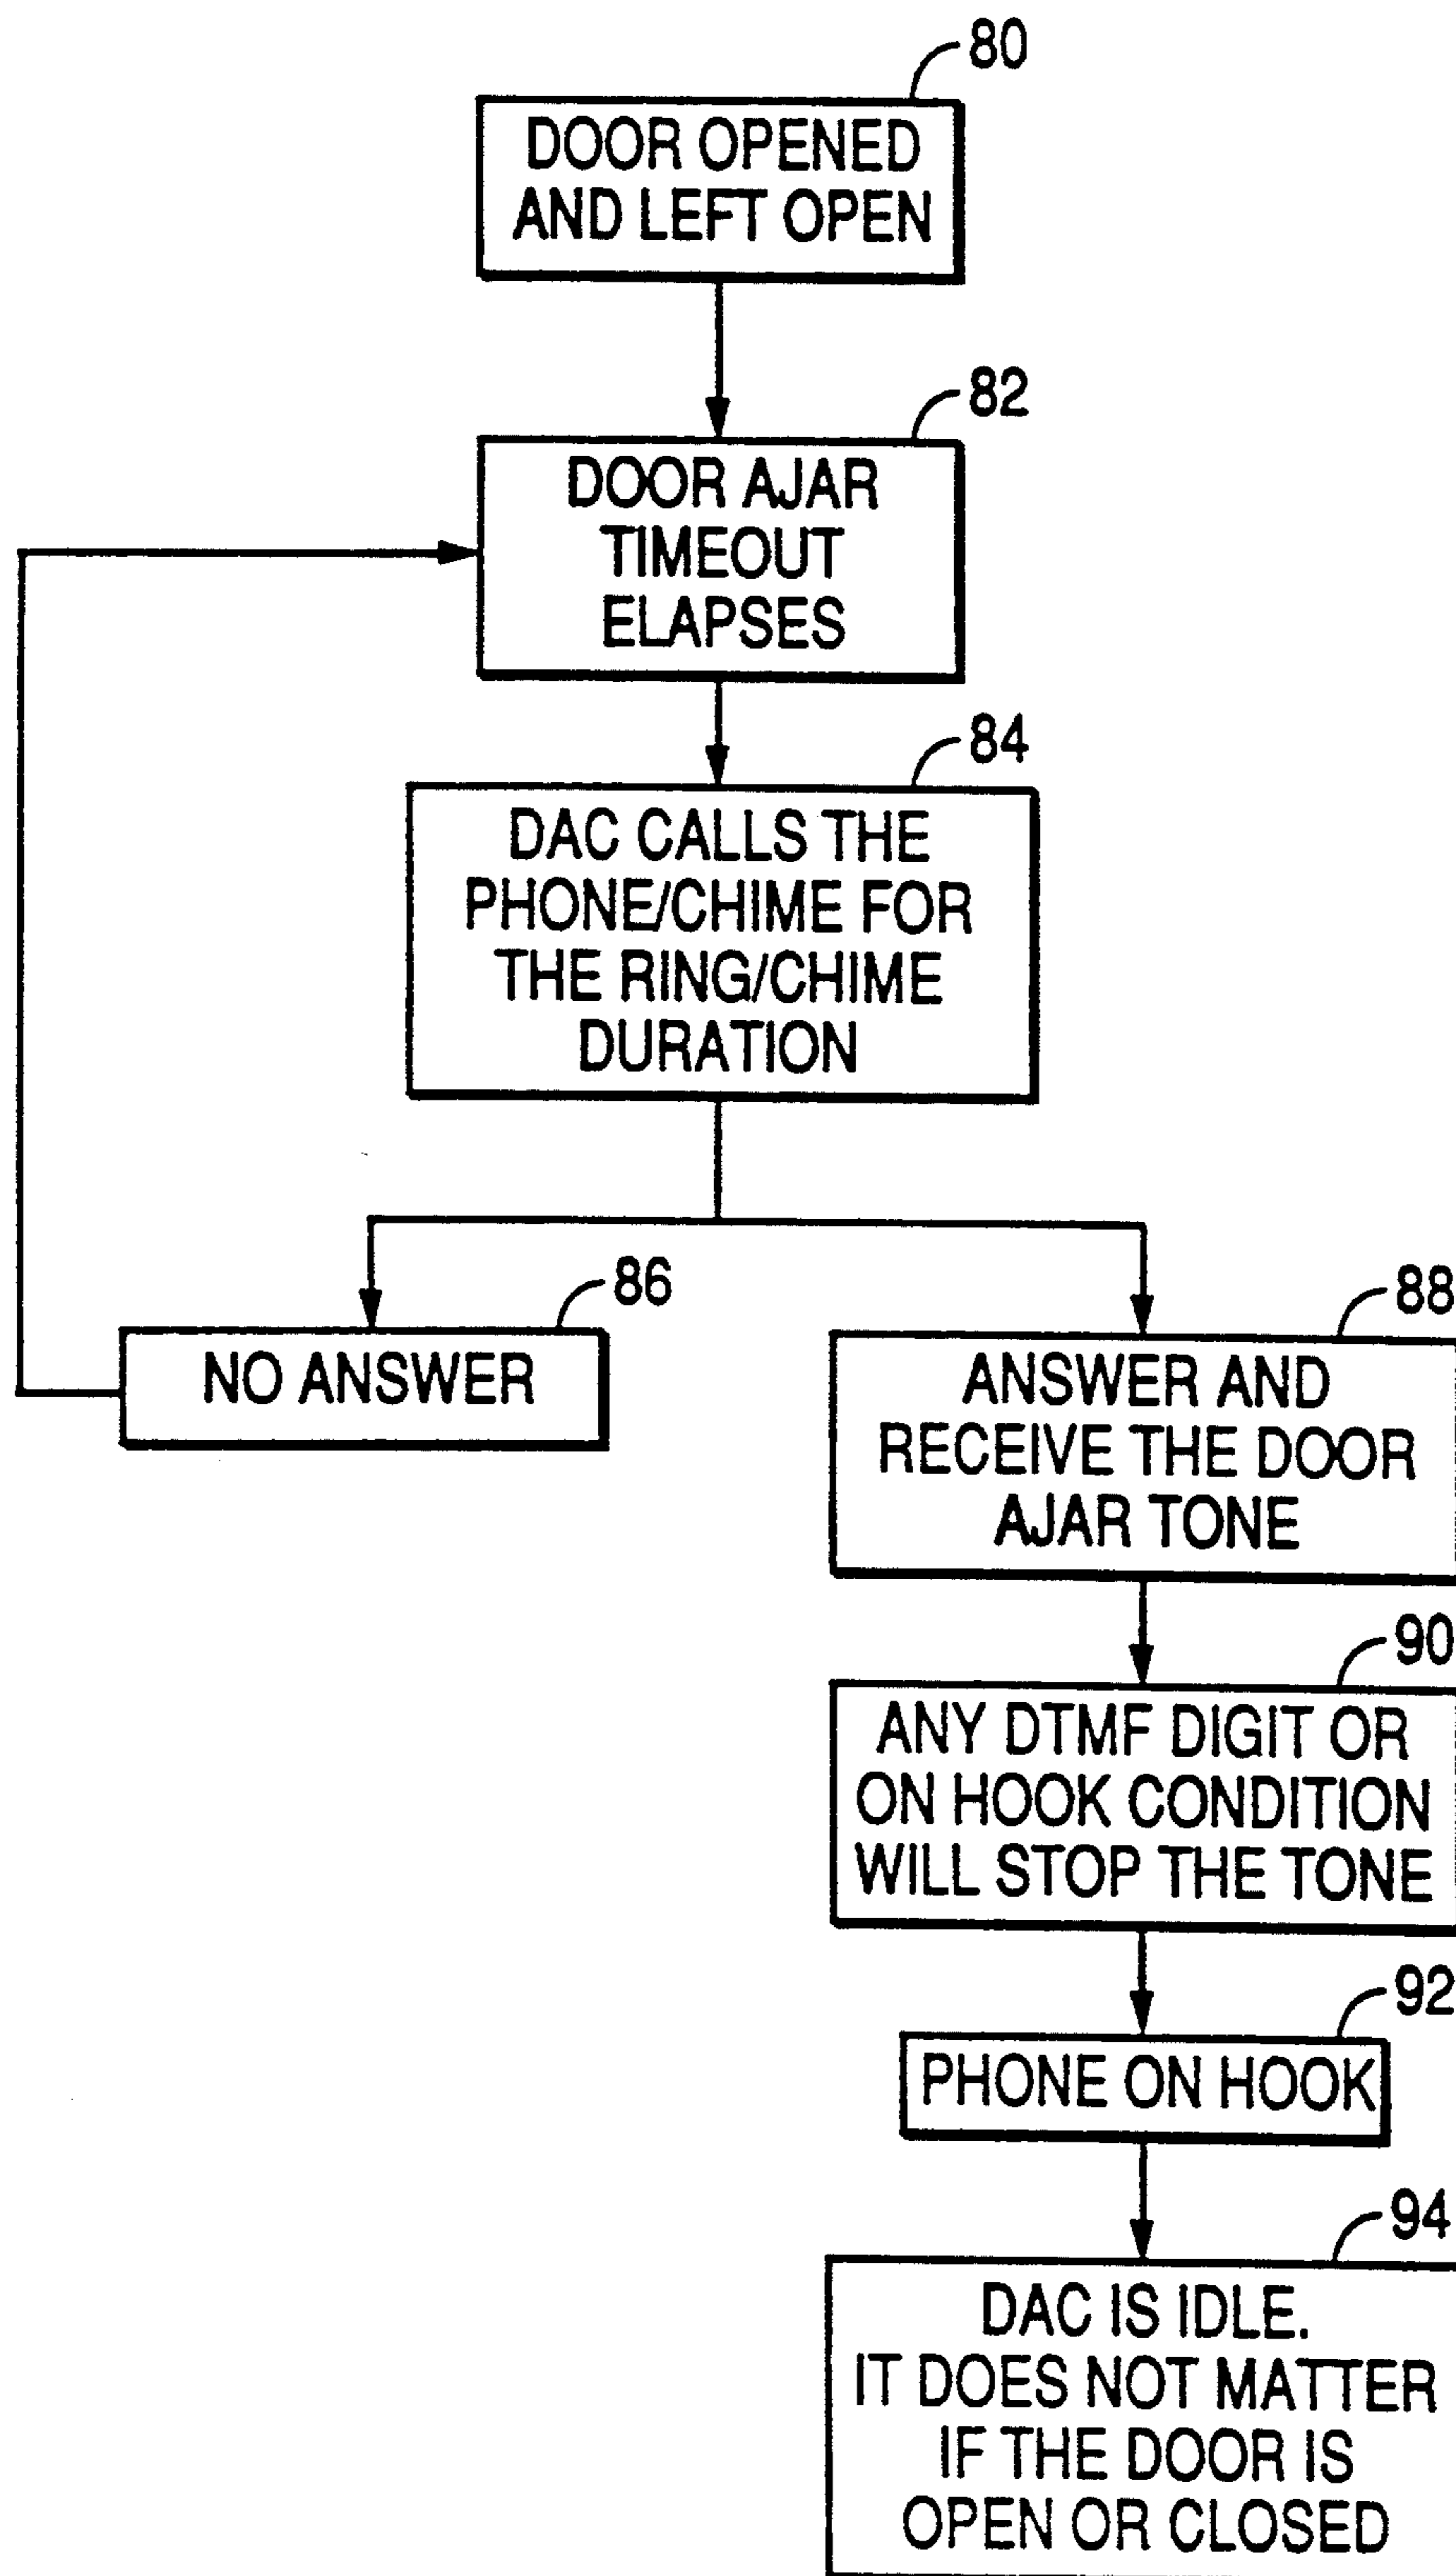 80
DOOR OPENED
AND LEFT OPEN
82
DOOR AJAR
TIMEOUT
ELAPSES
84
DAC CALLS THE
PHONE/CHIME FOR
THE RING/CHIME
DURATION
86
NO ANSWER
88
ANSWER AND
RECEIVE THE DOOR
AJAR TONE
90
ANY DTMF DIGIT OR
ON HOOK CONDITION
WILL STOP THE TONE
92
PHONE ON HOOK
94
DAC IS IDLE.
IT DOES NOT MATTER
IF THE DOOR IS
OPEN OR CLOSED